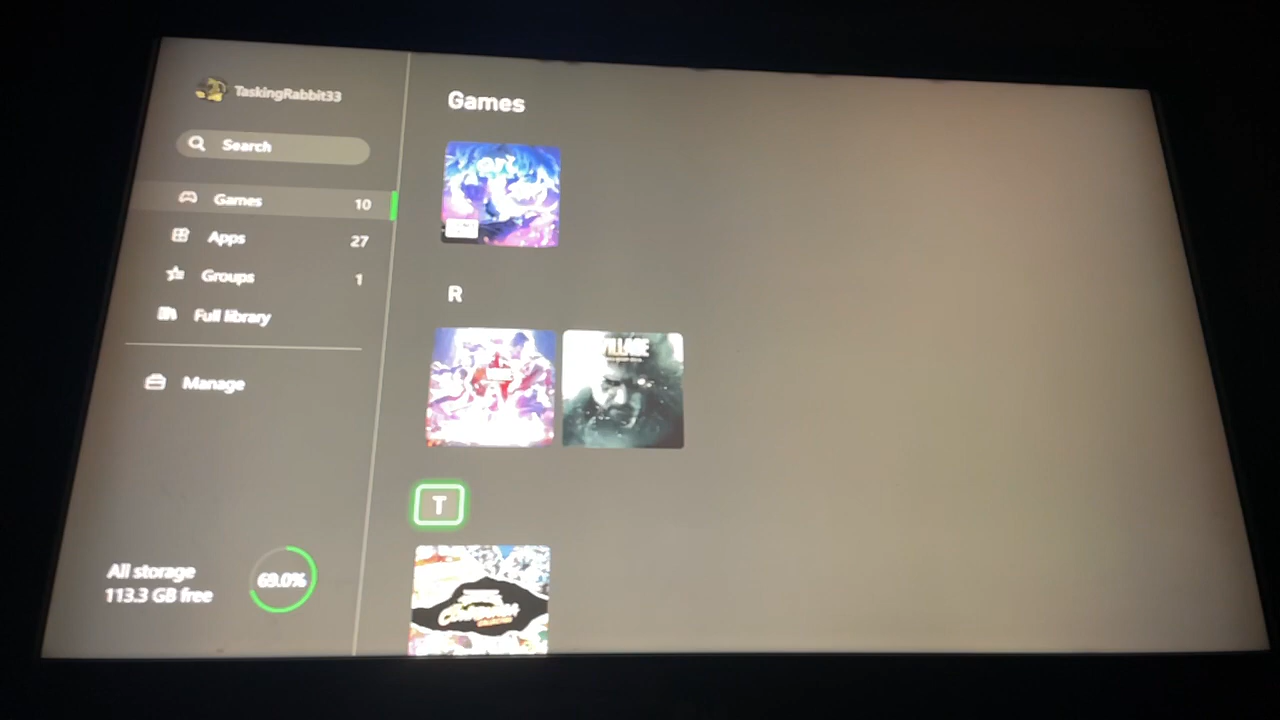 TaskingRabbit33
Search
Games 10
Apps 27
Groups 1
Full library
Manage
All storage
113.3 GB free
69.0%
Games
ori
R
VILLAGE
T